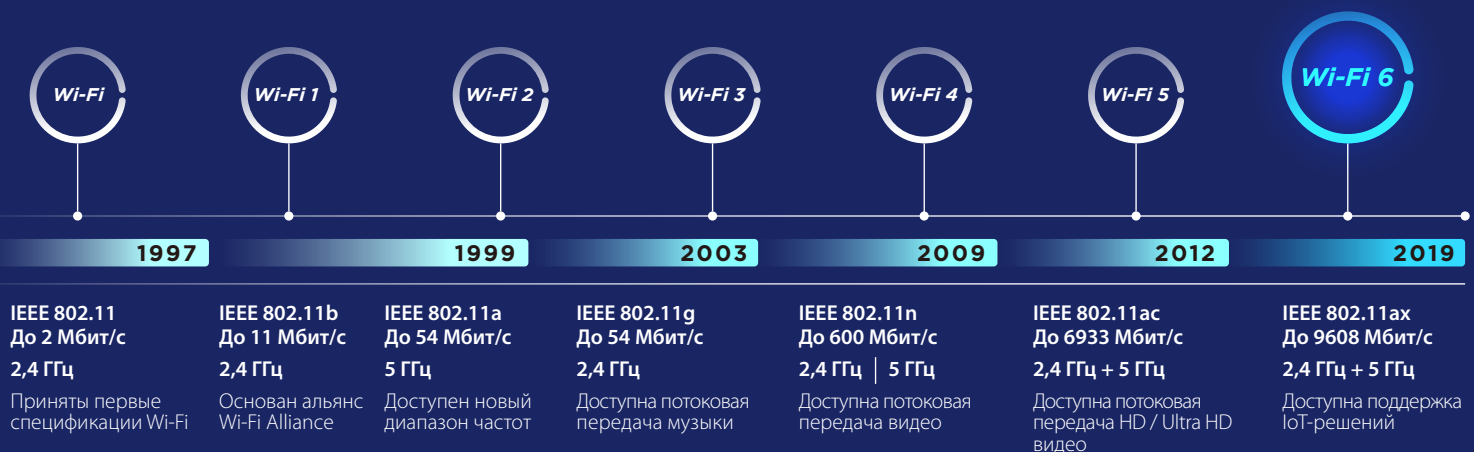 Wi-Fi
Wi-Fi 1
Wi-Fi 2
Wi-Fi 3
Wi-Fi 4
Wi-Fi 5
Wi-Fi 6
1997
1999
2003
2009
2012
2019
IEEE 802.11
До 2 Мбит/с
2,4 ГГц
Приняты первые
спецификации Wi-Fi
IEEE 802.11b
До 11 Мбит/с
2,4 ГГц
Основан альянс
Wi-Fi Alliance
IEEE 802.11a
До 54 Мбит/с
5 ГГц
Доступен новый
диапазон частот
IEEE 802.11g
До 54 Мбит/с
2,4 ГГц
Доступна потоковая
передача музыки
IEEE 802.11n
До 600 Мбит/с
2,4 ГГц | 5 ГГц
Доступна потоковая
передача видео
IEEE 802.11ac
До 6933 Мбит/с
2,4 ГГц + 5 ГГц
Доступна потоковая
передача HD / Ultra HD
видео
IEEE 802.11ax
До 9608 Мбит/с
2,4 ГГц + 5 ГГц
Доступна поддержка
IoT-решений